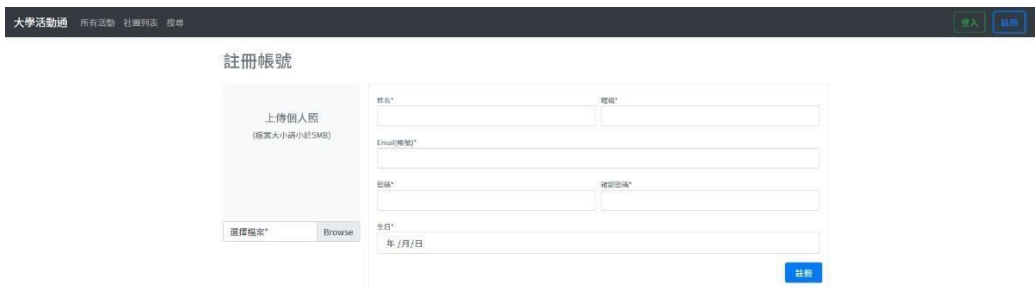 大學活動通 所有活動 社團列表 搜尋 登入 註冊
註冊帳號
上傳個人照
(檔案大小請小於5MB)
選擇檔案* Browse
姓名* 暱稱*
Email(帳號)*
密碼* 確認密碼*
生日*
年/月/日
註冊